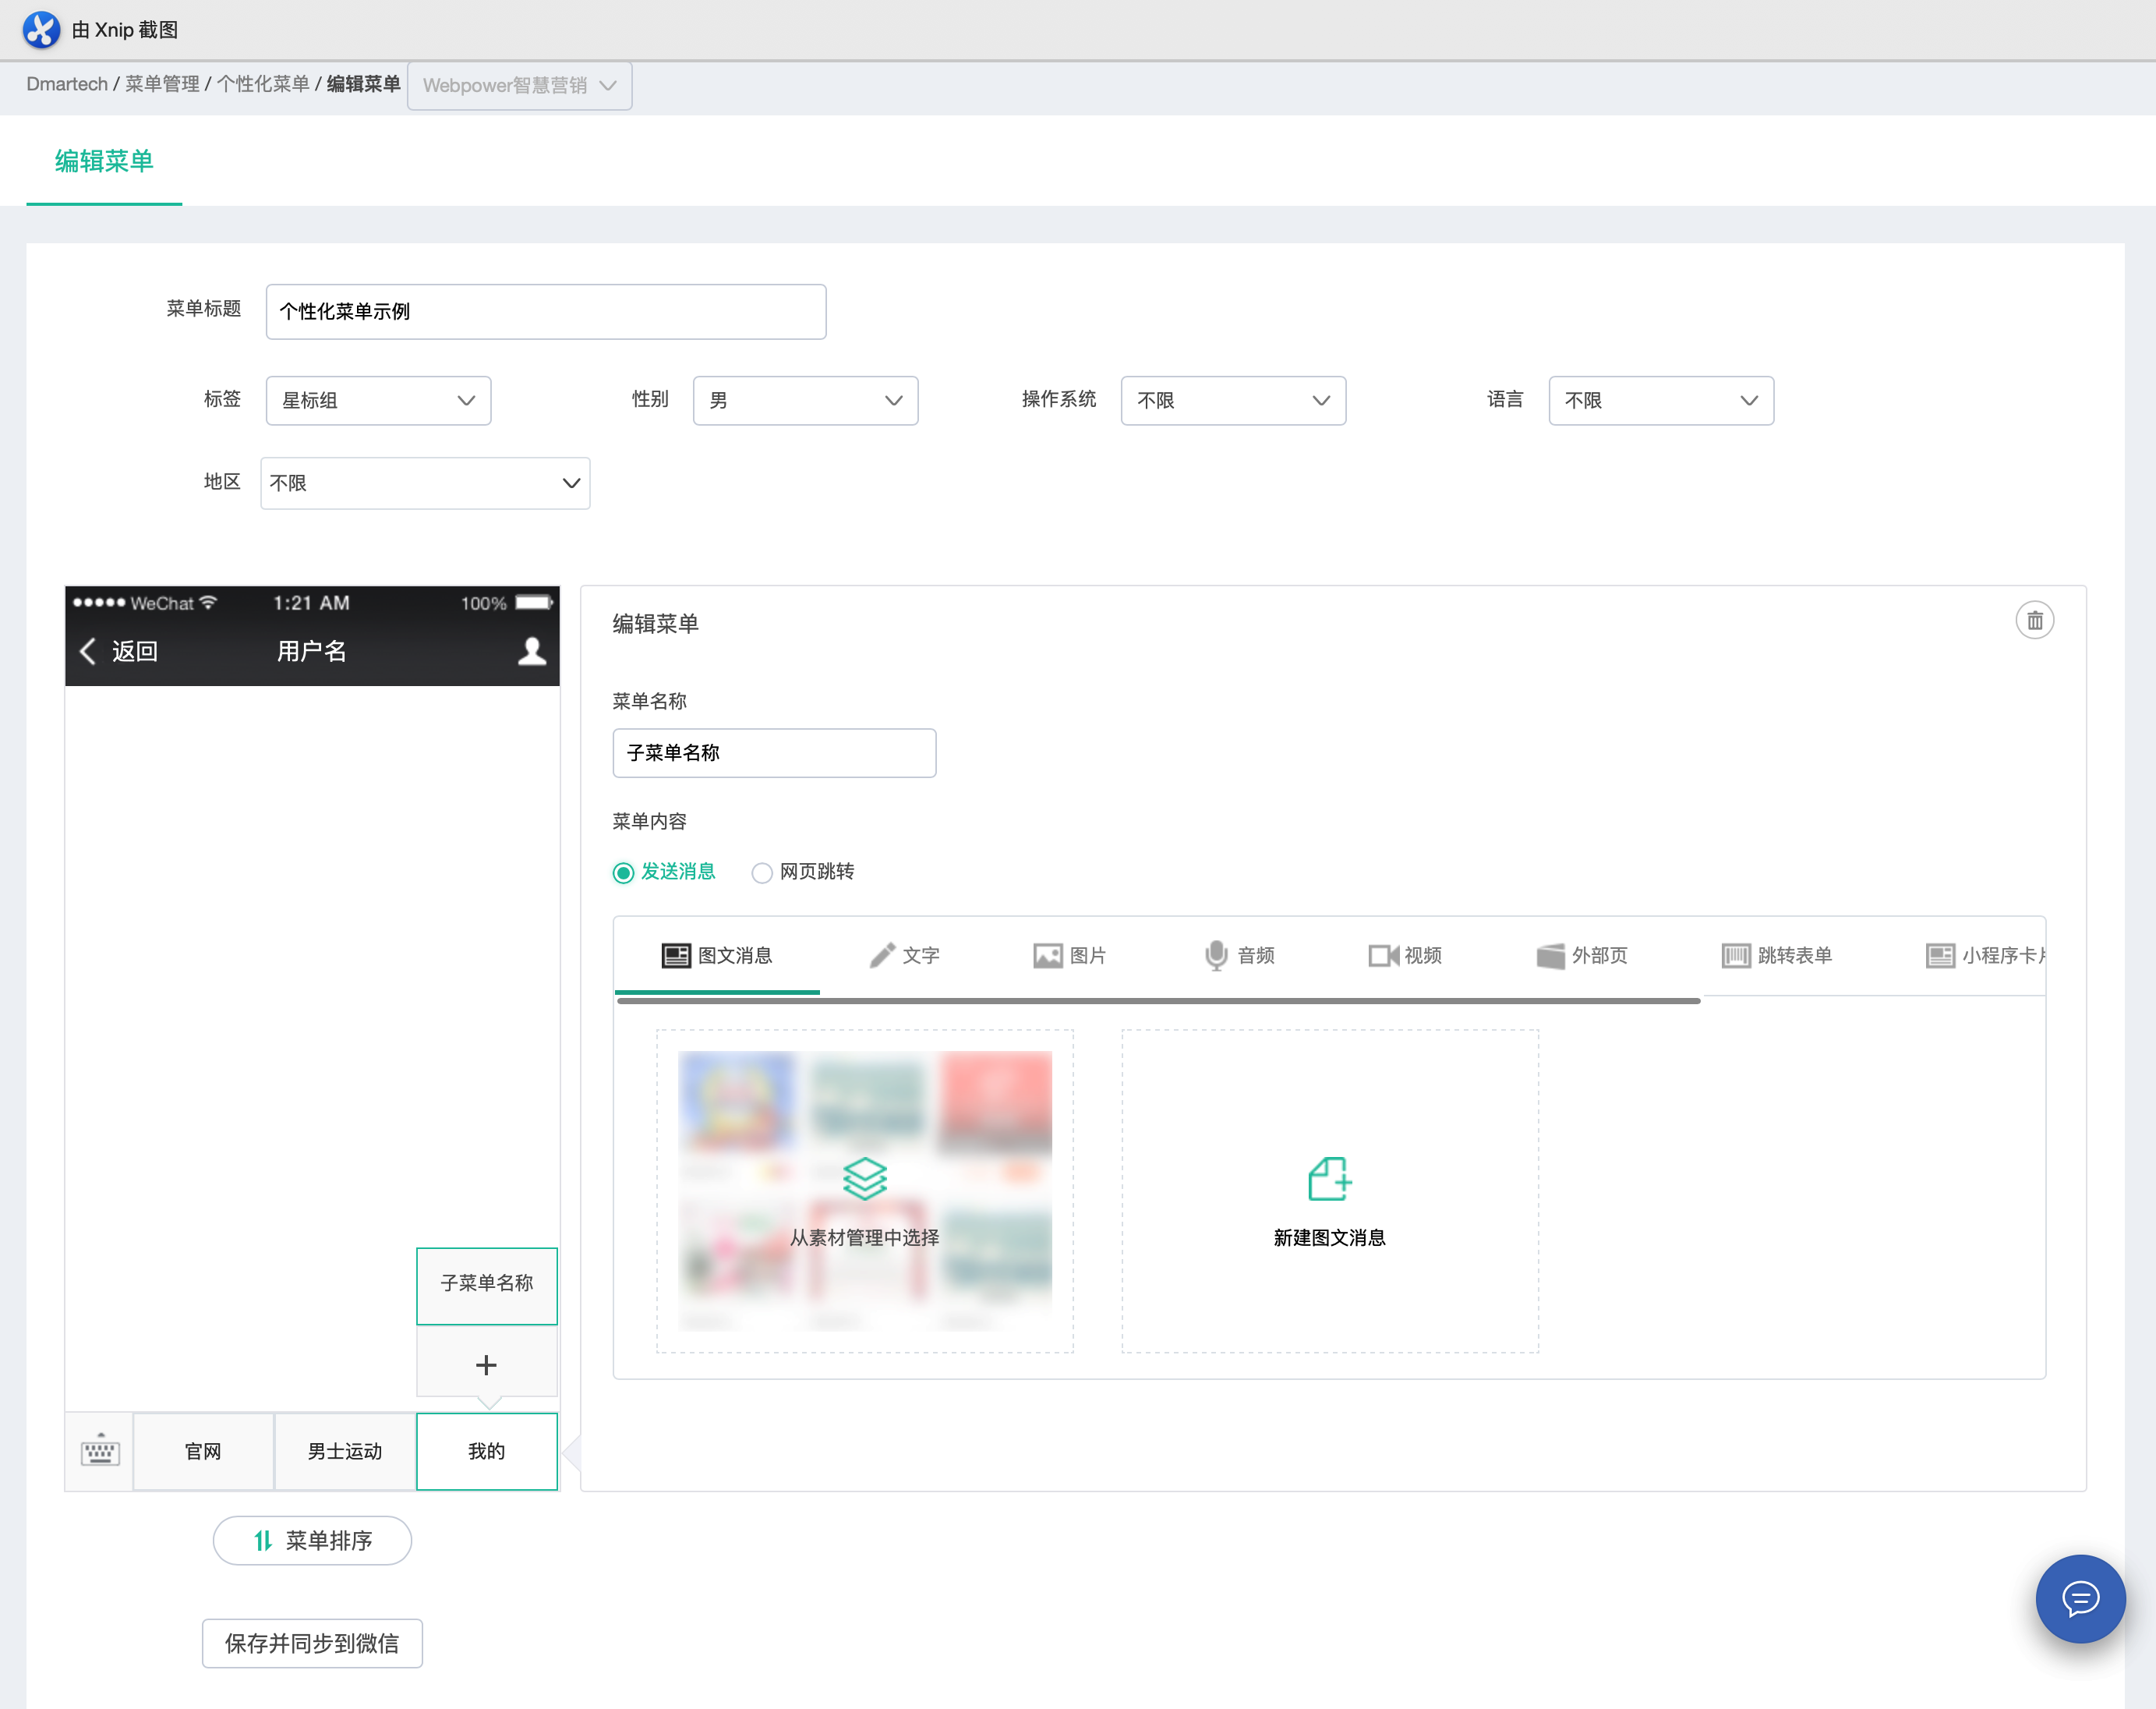 由 Xnip 截图
Dmartech / 菜单管理 / 个性化菜单 / 编辑菜单 Webpower智慧营销
编辑菜单
菜单标题 个性化菜单示例
标签 星标组 性别 男 操作系统 不限 语言 不限
地区 不限
WeChat 1:21 AM 100%
返回 用户名
编辑菜单
菜单名称
子菜单名称
菜单内容
发送消息 网页跳转
图文消息 文字 图片 音频 视频 外部页 跳转表单 小程序卡片
从素材管理中选择 新建图文消息
子菜单名称
+
官网 男士运动 我的
菜单排序
保存并同步到微信